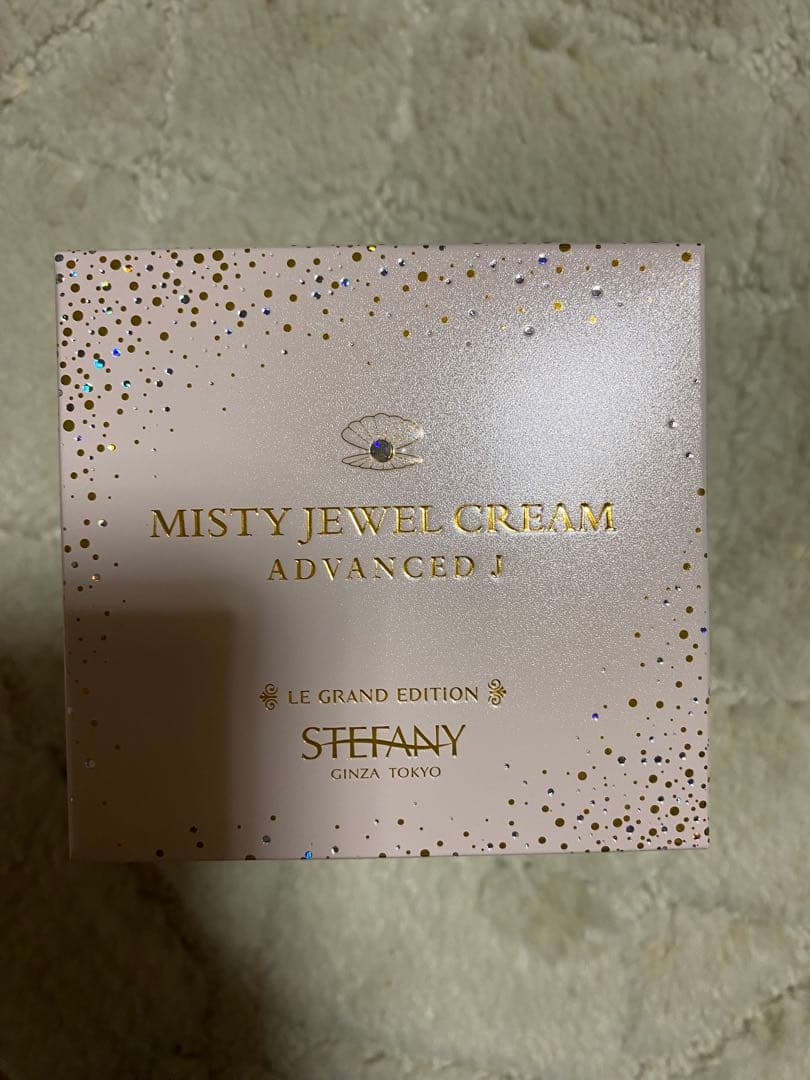 MISTY JEWEL CREAM
ADVANCED J
LE GRAND EDITION
STEFANY
GINZA TOKYO